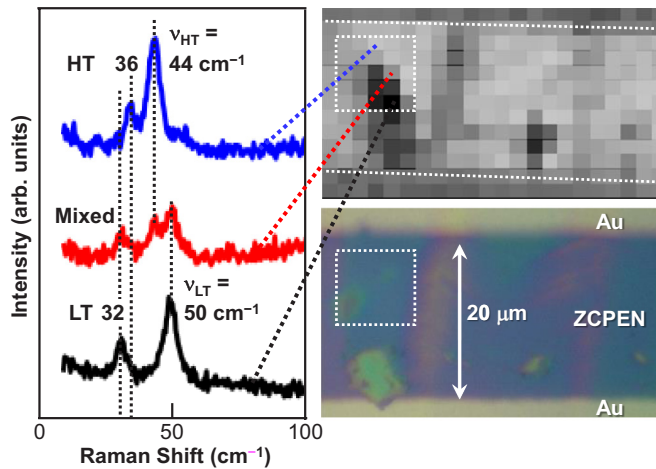 HT 36
ν_HT =
44 cm⁻¹
Mixed
ν_LT =
50 cm⁻¹
LT 32
Intensity (arb. units)
0 50 100
Raman Shift (cm⁻¹)
Au
20 μm
ZCPEN
Au